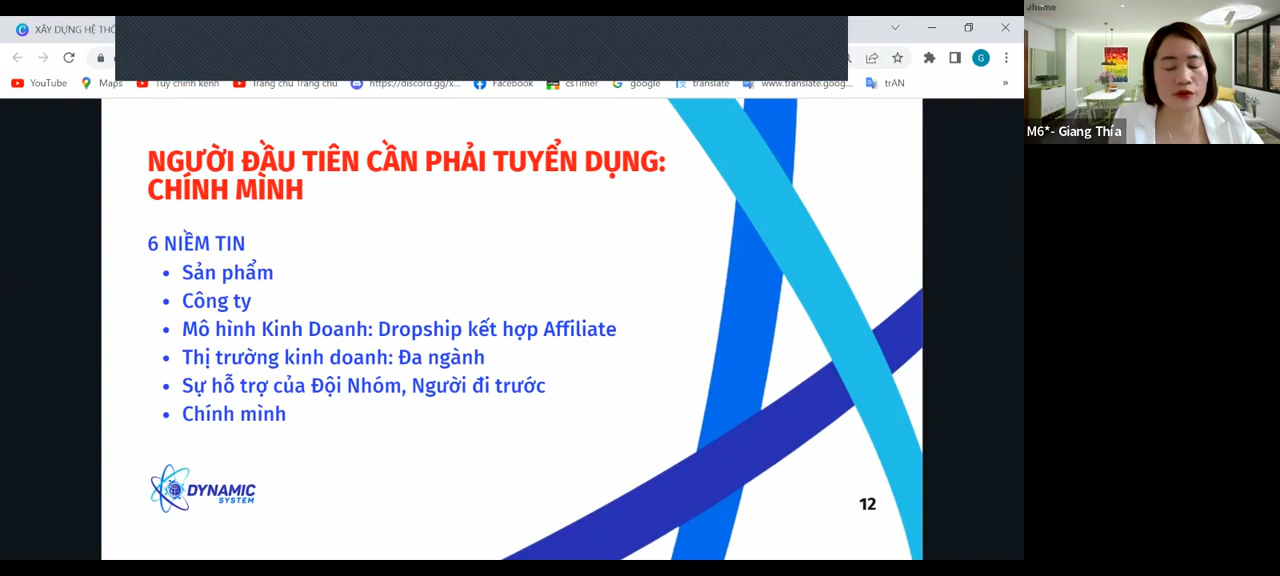 XÂY DỰNG HỆ THỐ
G
YouTube
Maps
Tùy chỉnh kênh
Trang chủ Trang chủ
https://discord.gg/x...
Facebook
csTimer
google
translate
www.translate.goog...
trAN
»
NGƯỜI ĐẦU TIÊN CẦN PHẢI TUYỂN DỤNG:
CHÍNH MÌNH
6 NIỀM TIN
• Sản phẩm
• Công ty
• Mô hình Kinh Doanh: Dropship kết hợp Affiliate
• Thị trường kinh doanh: Đa ngành
• Sự hỗ trợ của Đội Nhóm, Người đi trước
• Chính mình
DYNAMIC
SYSTEM
12
Jhome
M6*- Giang Thía